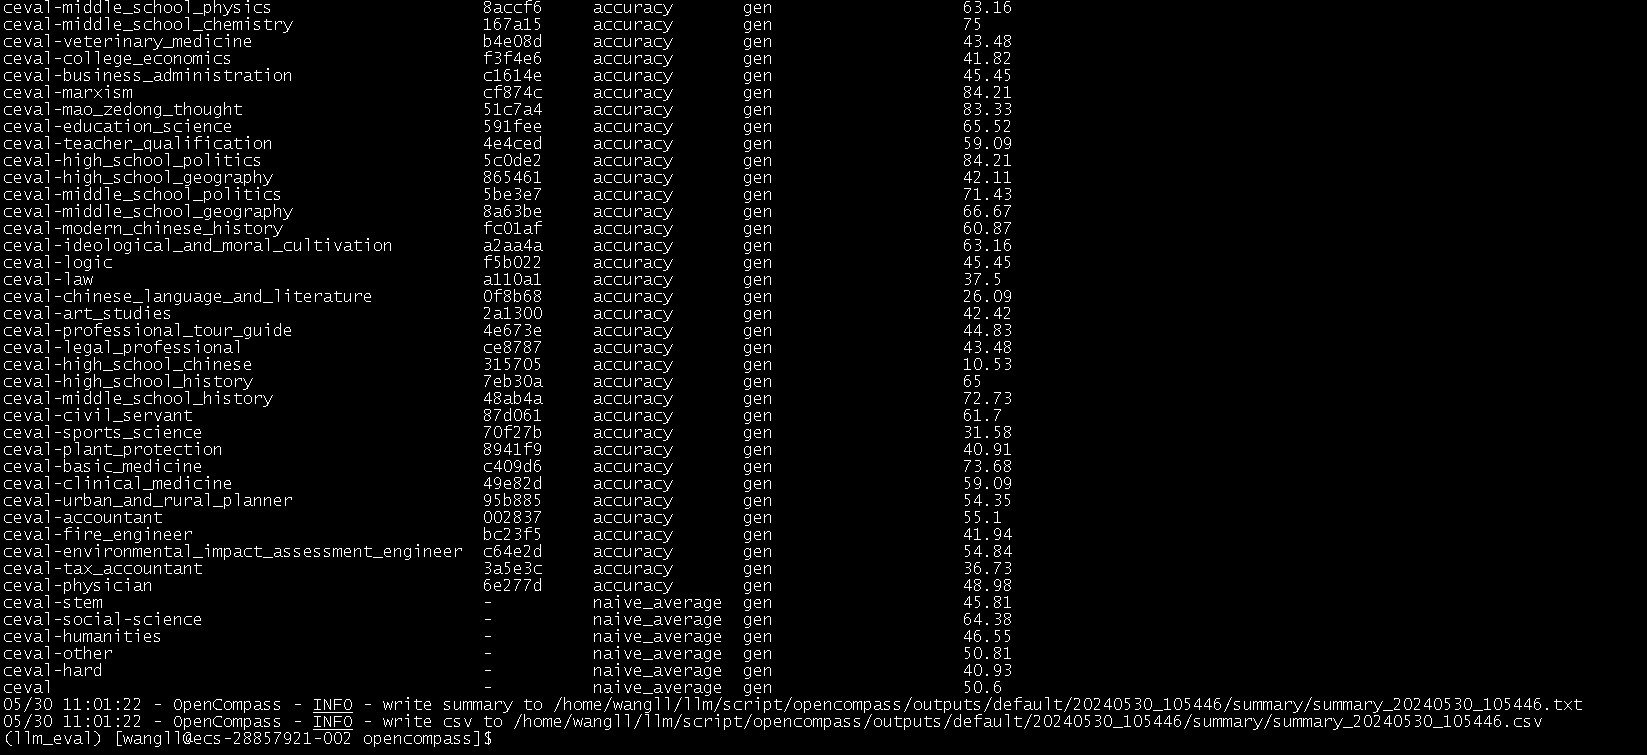 ceval-middle_school_physics 8accf6 accuracy gen 63.16
ceval-middle_school_chemistry 167a15 accuracy gen 75
ceval-veterinary_medicine b4e08d accuracy gen 43.48
ceval-college_economics f3f4e6 accuracy gen 41.82
ceval-business_administration c1614e accuracy gen 45.45
ceval-marxism cf874c accuracy gen 84.21
ceval-mao_zedong_thought 51c7a4 accuracy gen 83.33
ceval-education_science 591fee accuracy gen 65.52
ceval-teacher_qualification 4e4ced accuracy gen 59.09
ceval-high_school_politics 5c0de2 accuracy gen 84.21
ceval-high_school_geography 865461 accuracy gen 42.11
ceval-middle_school_politics 5be3e7 accuracy gen 71.43
ceval-middle_school_geography 8a63be accuracy gen 66.67
ceval-modern_chinese_history fc01af accuracy gen 60.87
ceval-ideological_and_moral_cultivation a2aa4a accuracy gen 63.16
ceval-logic f5b022 accuracy gen 45.45
ceval-law a110a1 accuracy gen 37.5
ceval-chinese_language_and_literature 0f8b68 accuracy gen 26.09
ceval-art_studies 2a1300 accuracy gen 42.42
ceval-professional_tour_guide 4e673e accuracy gen 44.83
ceval-legal_professional ce8787 accuracy gen 43.48
ceval-high_school_chinese 315705 accuracy gen 10.53
ceval-high_school_history 7eb30a accuracy gen 65
ceval-middle_school_history 48ab4a accuracy gen 72.73
ceval-civil_servant 87d061 accuracy gen 61.7
ceval-sports_science 70f27b accuracy gen 31.58
ceval-plant_protection 8941f9 accuracy gen 40.91
ceval-basic_medicine c409d6 accuracy gen 73.68
ceval-clinical_medicine 49e82d accuracy gen 59.09
ceval-urban_and_rural_planner 95b885 accuracy gen 54.35
ceval-accountant 002837 accuracy gen 55.1
ceval-fire_engineer bc23f5 accuracy gen 41.94
ceval-environmental_impact_assessment_engineer c64e2d accuracy gen 54.84
ceval-tax_accountant 3a5e3c accuracy gen 36.73
ceval-physician 6e277d accuracy gen 48.98
ceval-stem - naive_average gen 45.81
ceval-social-science - naive_average gen 64.38
ceval-humanities - naive_average gen 46.55
ceval-other - naive_average gen 50.81
ceval-hard - naive_average gen 40.93
ceval - naive_average gen 50.6
05/30 11:01:22 - OpenCompass - INFO - write summary to /home/wangll/llm/script/opencompass/outputs/default/20240530_105446/summary/summary_20240530_105446.txt
05/30 11:01:22 - OpenCompass - INFO - write csv to /home/wangll/llm/script/opencompass/outputs/default/20240530_105446/summary/summary_20240530_105446.csv
(llm_eval) [wangll@ecs-28857921-002 opencompass]$